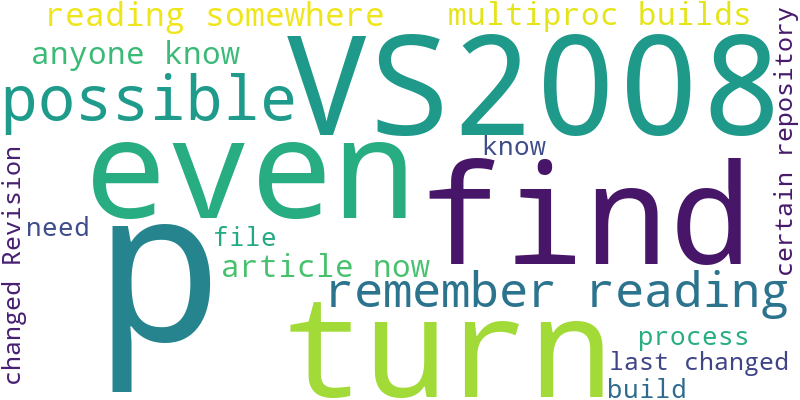 reading somewhere
multiproc builds
anyone know
VS2008
possible
certain repository
even
know
find
changed Revision
need
p
file
article now
remember reading
turn
process
last changed
build